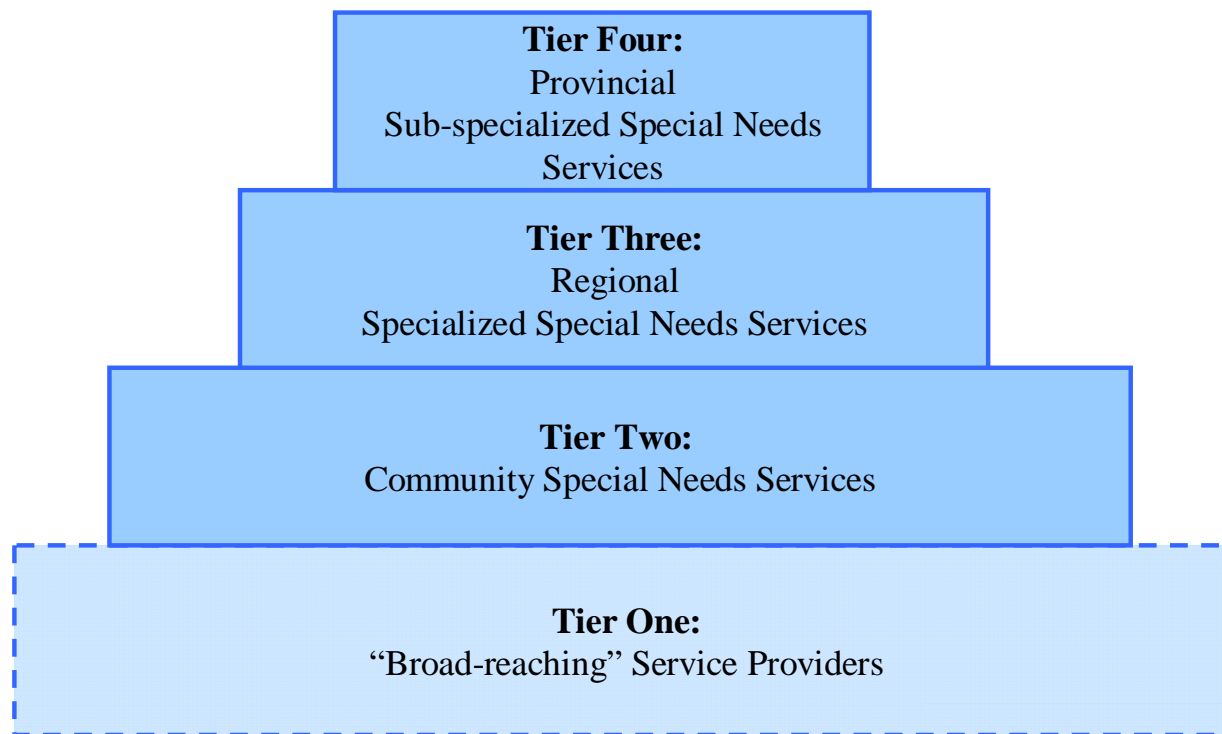 Tier Four:
Provincial
Sub-specialized Special Needs
Services
Tier Three:
Regional
Specialized Special Needs Services
Tier Two:
Community Special Needs Services
Tier One:
“Broad-reaching” Service Providers